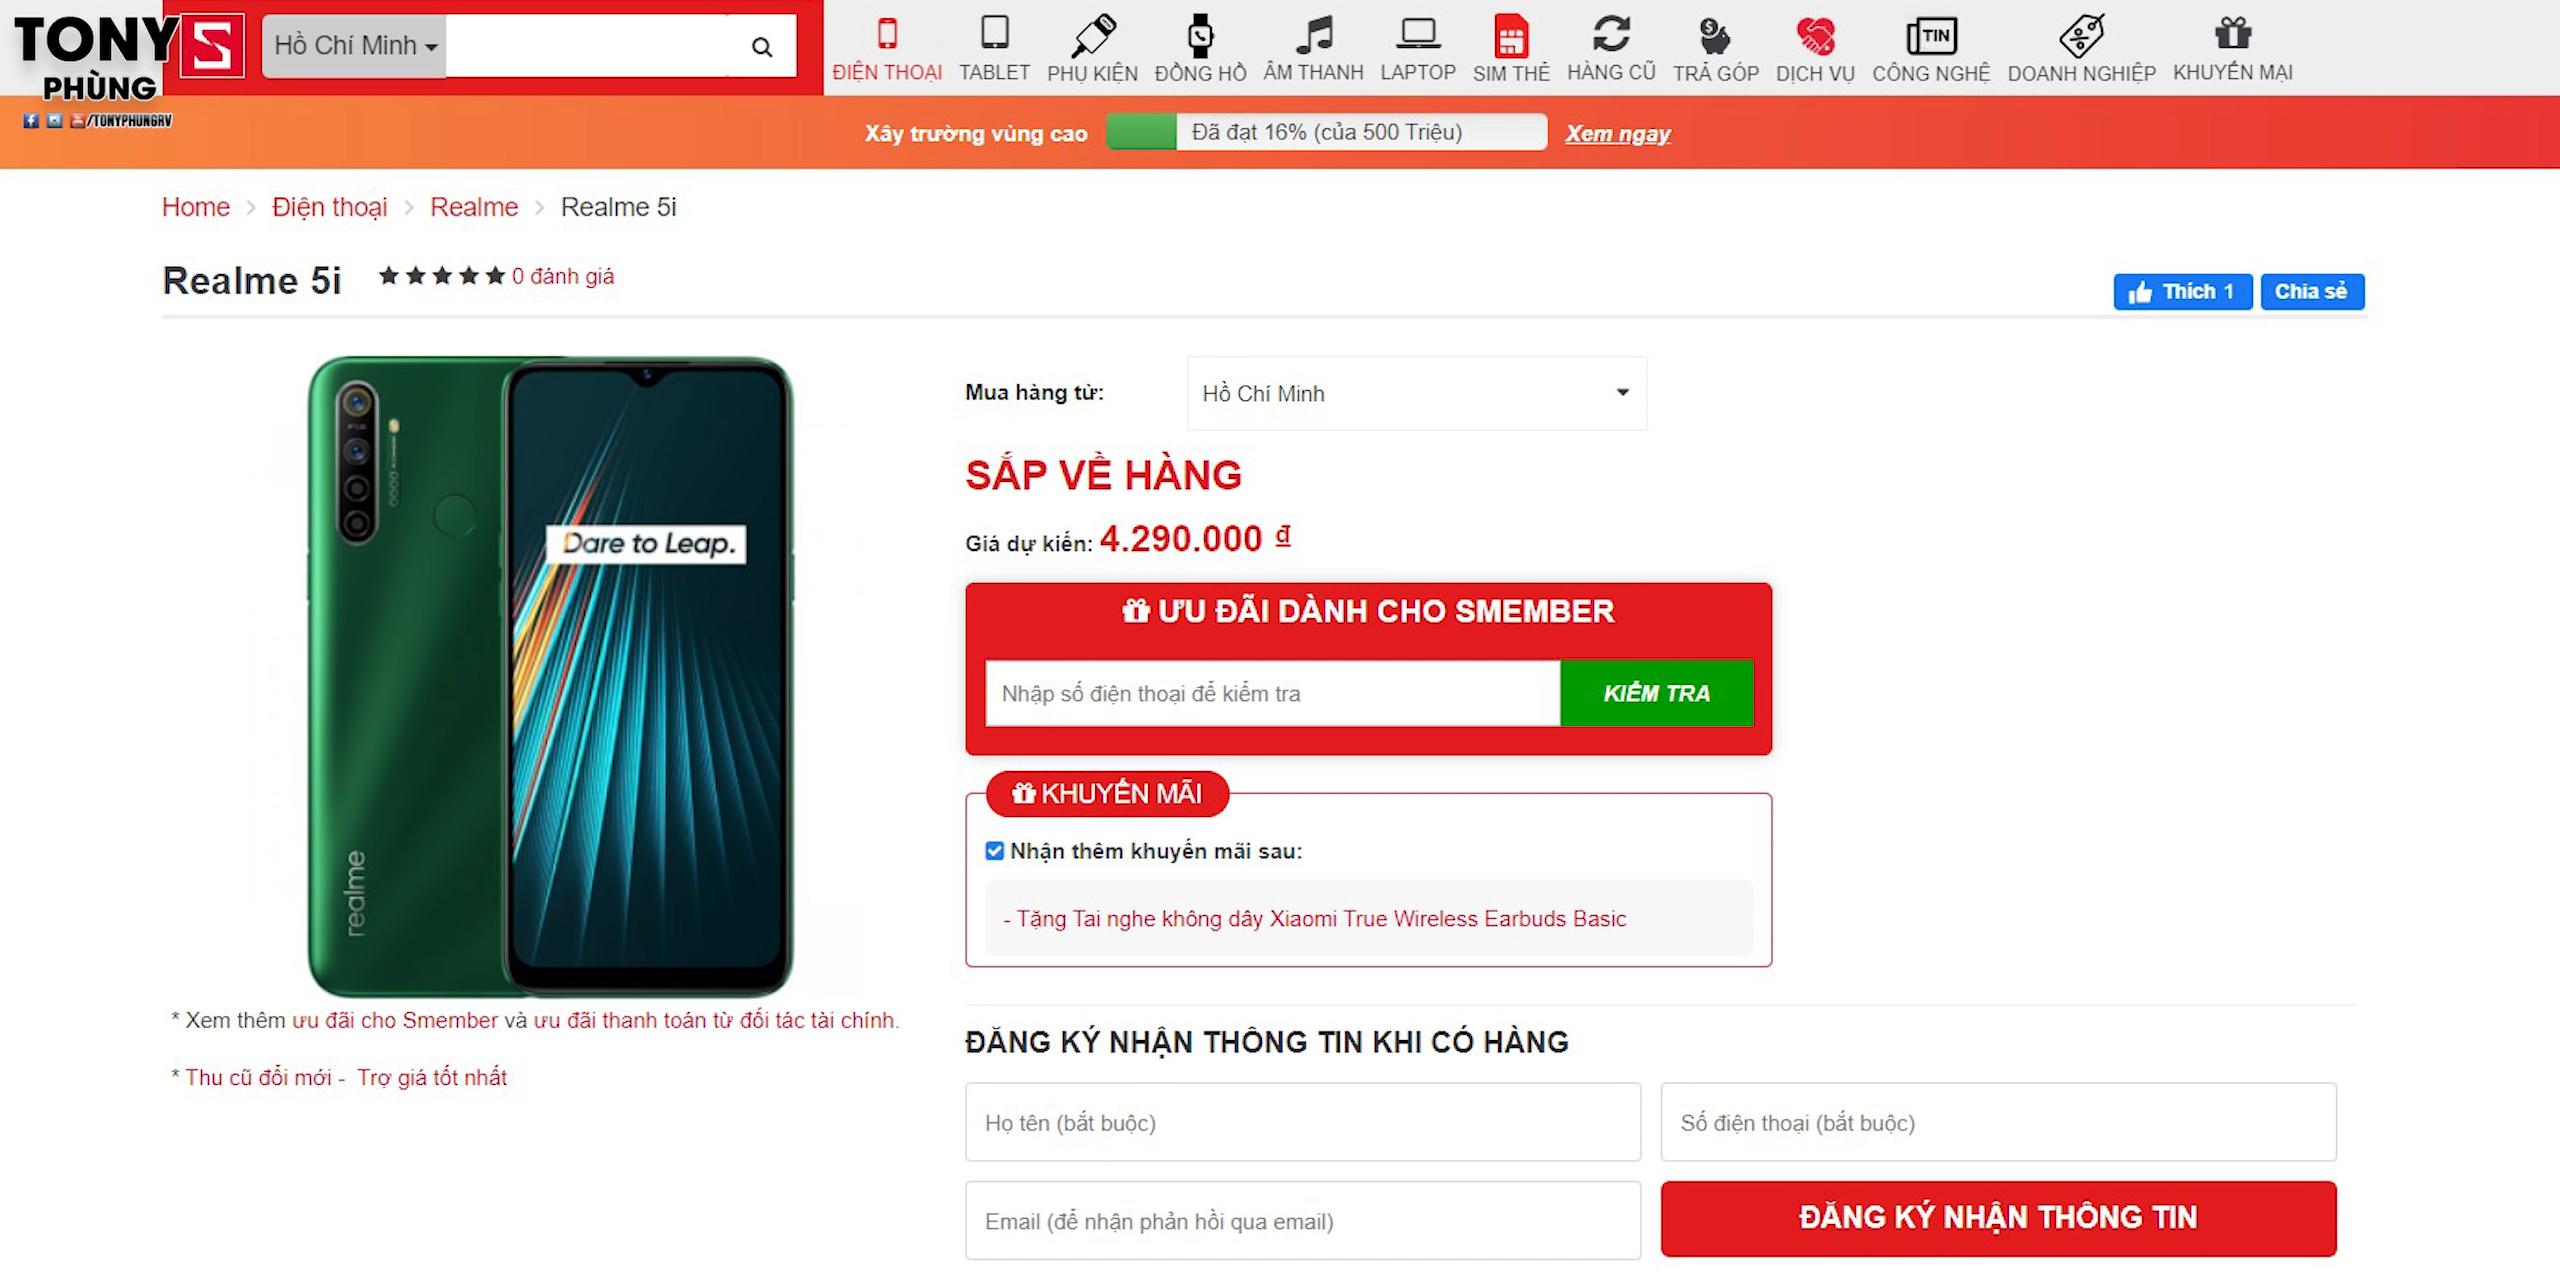 TONY
PHÙNG
/TONYPHUNGRV
S
Hồ Chí Minh
ĐIỆN THOẠI
TABLET
PHỤ KIỆN
ĐỒNG HỒ
ÂM THANH
LAPTOP
SIM THẺ
HÀNG CŨ
TRẢ GÓP
DỊCH VỤ
TIN
CÔNG NGHỆ
DOANH NGHIỆP
KHUYẾN MẠI
Xây trường vùng cao
Đã đạt 16% (của 500 Triệu)
Xem ngay
Home > Điện thoại > Realme > Realme 5i
Realme 5i
0 đánh giá
Thích 1
Chia sẻ
Dare to Leap.
realme
* Xem thêm ưu đãi cho Smember và ưu đãi thanh toán từ đối tác tài chính.
* Thu cũ đổi mới - Trợ giá tốt nhất
Mua hàng từ:
Hồ Chí Minh
SẮP VỀ HÀNG
Giá dự kiến: 4.290.000 ₫
ƯU ĐÃI DÀNH CHO SMEMBER
Nhập số điện thoại để kiểm tra
KIỂM TRA
KHUYẾN MÃI
Nhận thêm khuyến mãi sau:
- Tặng Tai nghe không dây Xiaomi True Wireless Earbuds Basic
ĐĂNG KÝ NHẬN THÔNG TIN KHI CÓ HÀNG
Họ tên (bắt buộc)
Số điện thoại (bắt buộc)
Email (để nhận phản hồi qua email)
ĐĂNG KÝ NHẬN THÔNG TIN